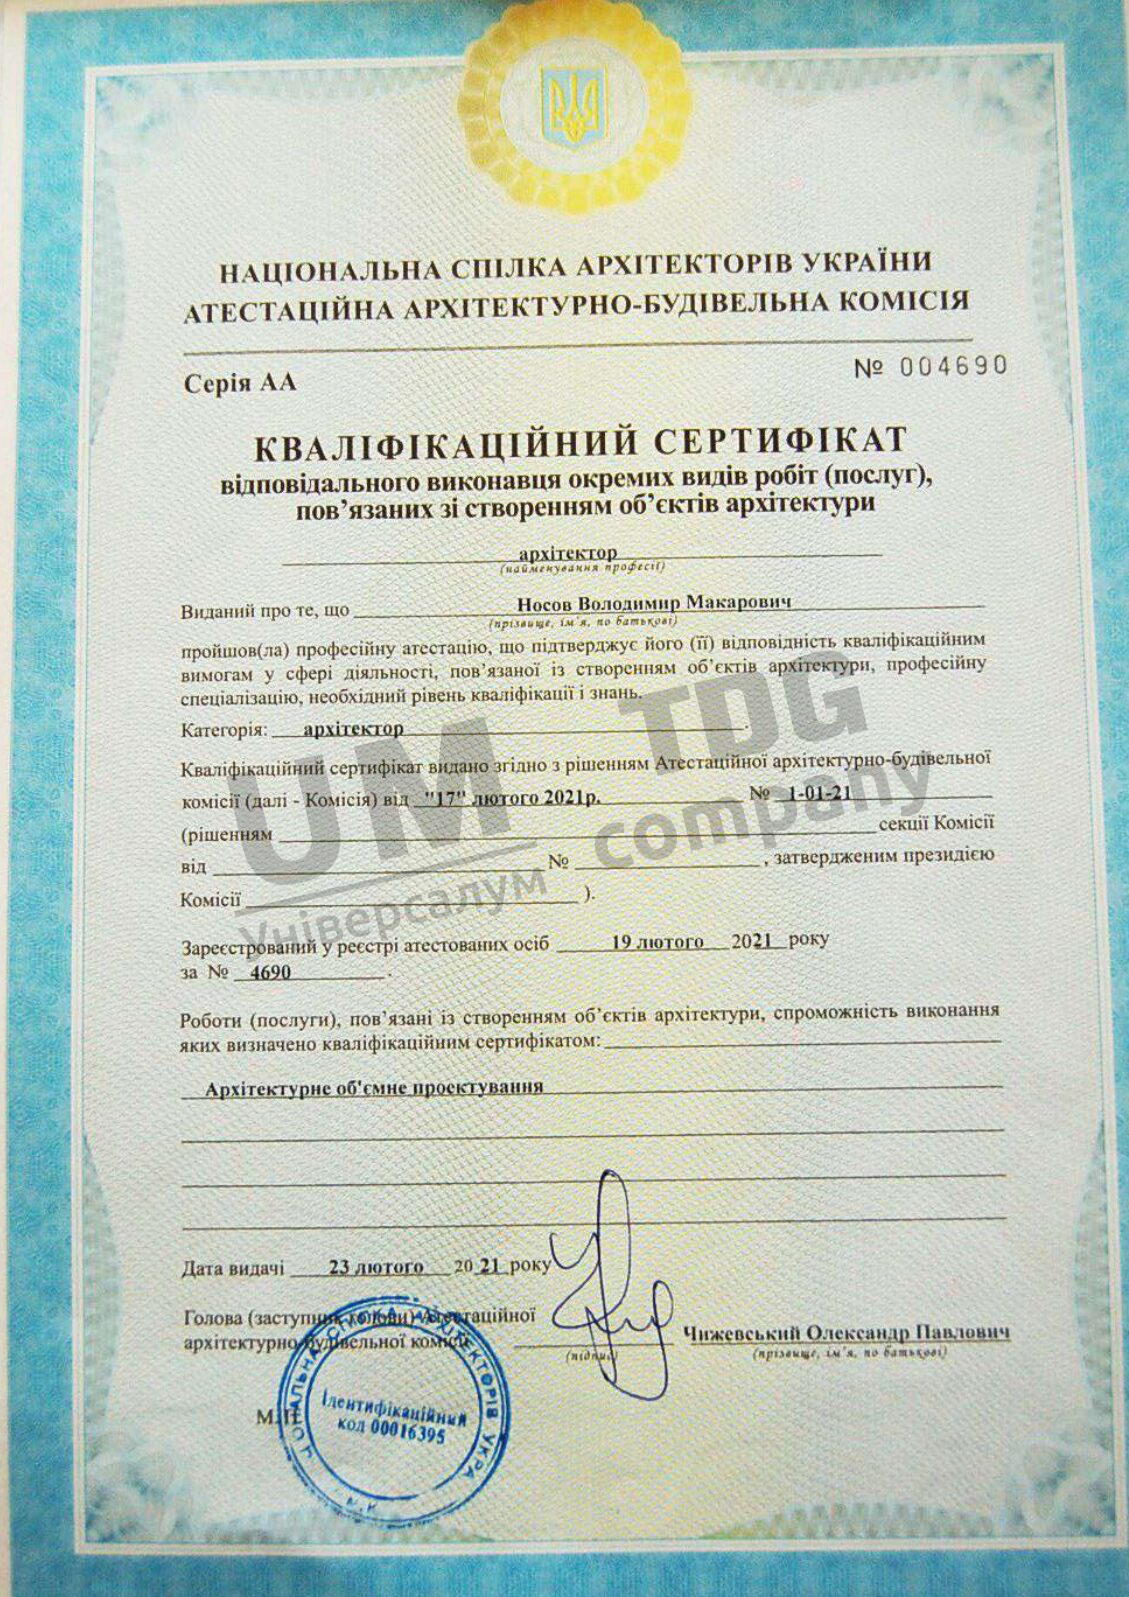 НАЦІОНАЛЬНА СПІЛКА АРХІТЕКТОРІВ УКРАЇНИ
АТЕСТАЦІЙНА АРХІТЕКТУРНО-БУДІВЕЛЬНА КОМІСІЯ
Серія АА № 004690
КВАЛІФІКАЦІЙНИЙ СЕРТИФІКАТ
відповідального виконавця окремих видів робіт (послуг),
пов’язаних зі створенням об’єктів архітектури
архітектор
(найменування професії)
Виданий про те, що Носов Володимир Макарович
(прізвище, ім’я, по батькові)
пройшов(ла) професійну атестацію, що підтверджує його (її) відповідність кваліфікаційним
вимогам у сфері діяльності, пов’язаної із створенням об’єктів архітектури, професійну
спеціалізацію, необхідний рівень кваліфікації і знань.
Категорія: архітектор .
Кваліфікаційний сертифікат видано згідно з рішенням Атестаційної архітектурно-будівельної
комісії (далі - Комісія) від "17" лютого 2021р. № 1-01-21
(рішенням секції Комісії
від № , затвердженим президією
Комісії ).
UM TDG
Універсалум company
Зареєстрований у реєстрі атестованих осіб 19 лютого 2021 року
за № 4690 .
Роботи (послуги), пов’язані із створенням об’єктів архітектури, спроможність виконання
яких визначено кваліфікаційним сертифікатом:
Архітектурне об'ємне проектування
Дата видачі 23 лютого 2021 року
Голова (заступник голови) Атестаційної
архітектурно-будівельної комісії Чижевський Олександр Павлович
(підпис) (прізвище, ім’я, по батькові)
М.П.
СПІЛКА АРХІТЕКТОРІВ
Ідентифікаційний
код 00016395